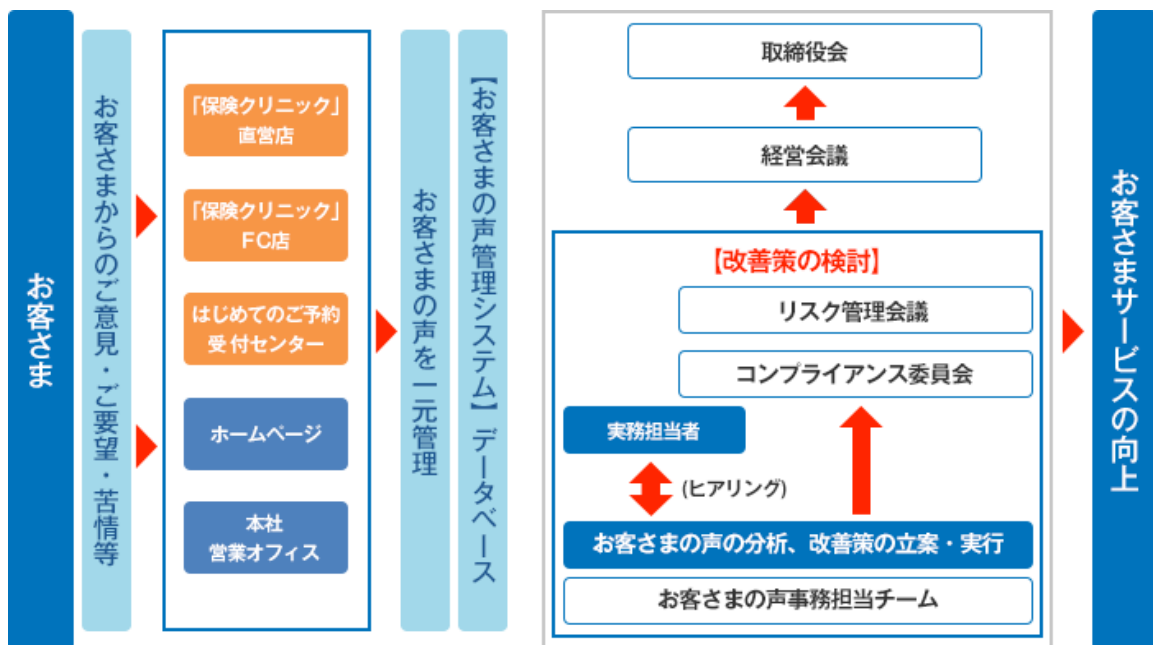 お客さま
お客さまからのご意見・ご要望・苦情等
「保険クリニック」
直営店
「保険クリニック」
FC店
はじめてのご予約
受付センター
ホームページ
本社
営業オフィス
お客さまの声を一元管理
【お客さまの声管理システム】データベース
取締役会
経営会議
【改善策の検討】
リスク管理会議
コンプライアンス委員会
実務担当者
(ヒアリング)
お客さまの声の分析、改善策の立案・実行
お客さまの声事務担当チーム
お客さまサービスの向上